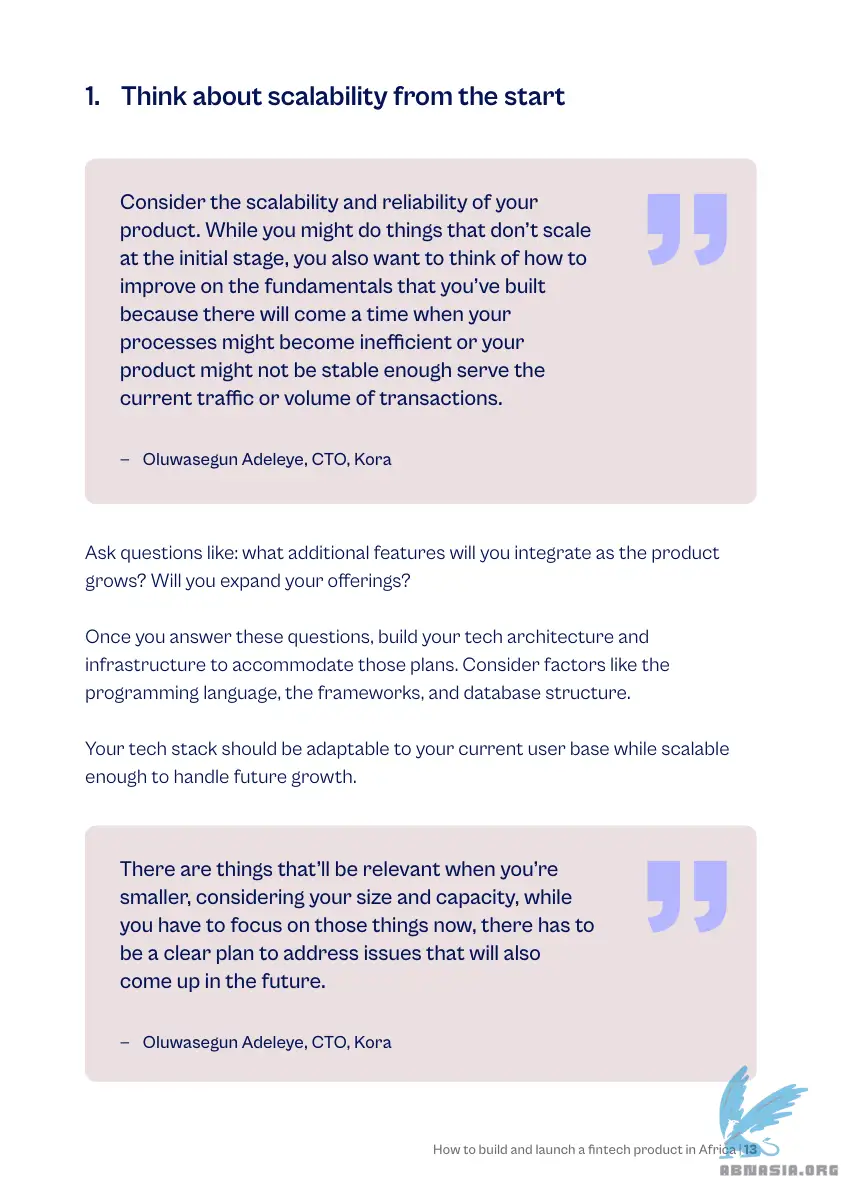 1. Think about scalability from the start
Consider the scalability and reliability of your
product. While you might do things that don’t scale
at the initial stage, you also want to think of how to
improve on the fundamentals that you’ve built
because there will come a time when your
processes might become inefficient or your
product might not be stable enough serve the
current traffic or volume of transactions.
– Oluwasegun Adeleye, CTO, Kora
Ask questions like: what additional features will you integrate as the product
grows? Will you expand your offerings?
Once you answer these questions, build your tech architecture and
infrastructure to accommodate those plans. Consider factors like the
programming language, the frameworks, and database structure.
Your tech stack should be adaptable to your current user base while scalable
enough to handle future growth.
There are things that’ll be relevant when you’re
smaller, considering your size and capacity, while
you have to focus on those things now, there has to
be a clear plan to address issues that will also
come up in the future.
– Oluwasegun Adeleye, CTO, Kora
How to build and launch a fintech product in Africa | 13
ABNASIA.ORG